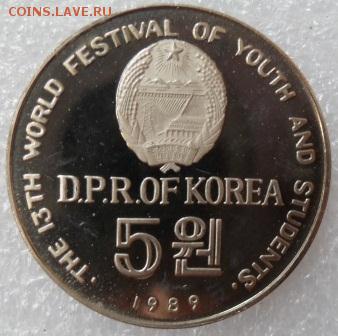 COINS.LAVE.RU
· THE 13TH WORLD FESTIVAL OF YOUTH AND STUDENTS ·
D.P.R.OF KOREA
5 원
1989